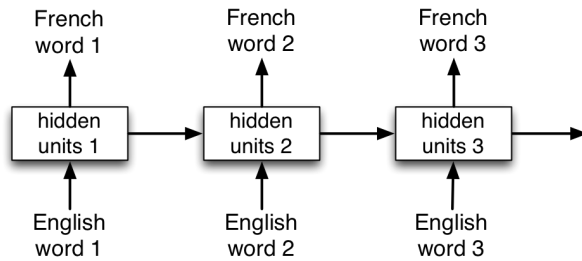 French
word 1
French
word 2
French
word 3
hidden
units 1
hidden
units 2
hidden
units 3
English
word 1
English
word 2
English
word 3